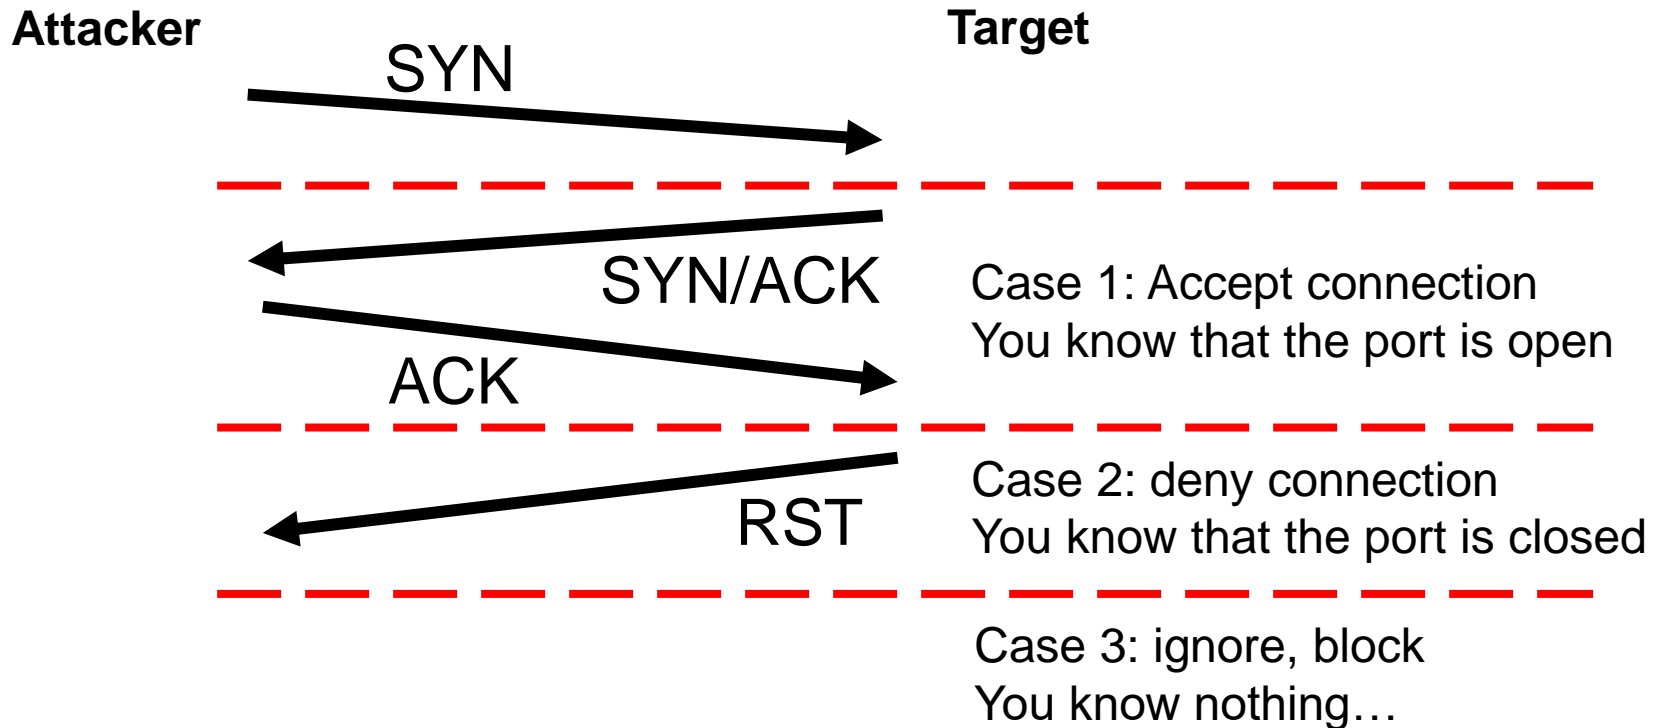 Attacker
Target
SYN
SYN/ACK
Case 1: Accept connection
You know that the port is open
ACK
Case 2: deny connection
RST
You know that the port is closed
Case 3: ignore, block
You know nothing…